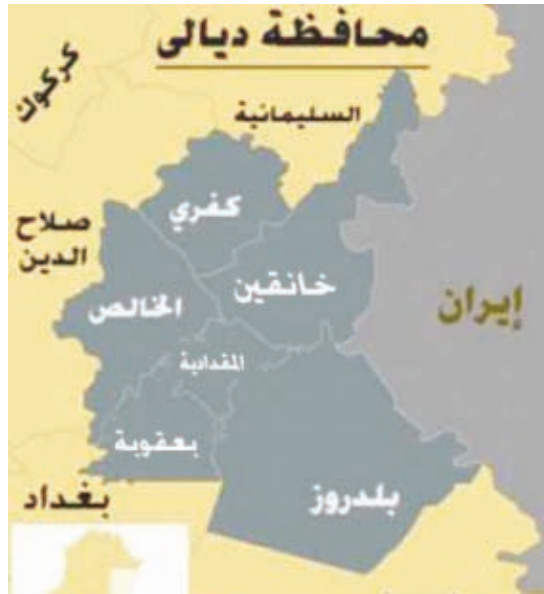 محافظة ديالى
كركوك
السليمانية
كفري
صلاح
الدين
خانقين
الخالص
إيران
المقدادية
بعقوبة
بلدروز
بغداد